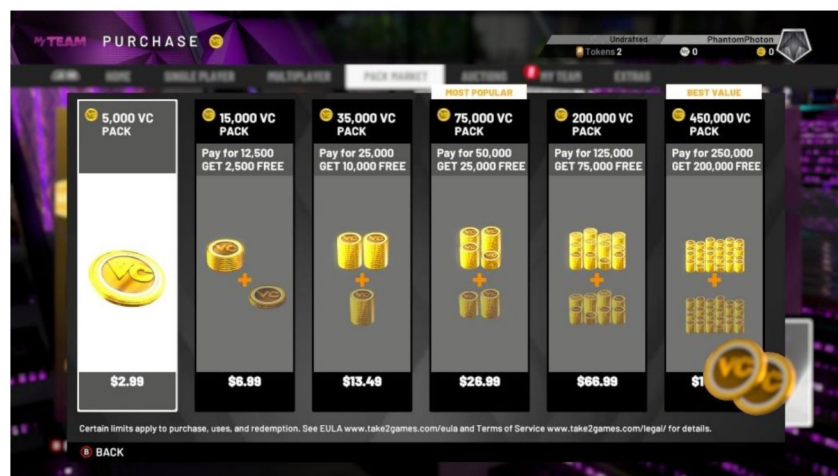 MyTEAM PURCHASE
Undrafted PhantomPhoton
Tokens 2 0 0
HOME SINGLE PLAYER MULTIPLAYER PACK MARKET AUCTIONS MY TEAM EXTRAS
MOST POPULAR BEST VALUE
5,000 VC
PACK
15,000 VC
PACK
Pay for 12,500
GET 2,500 FREE
35,000 VC
PACK
Pay for 25,000
GET 10,000 FREE
75,000 VC
PACK
Pay for 50,000
GET 25,000 FREE
200,000 VC
PACK
Pay for 125,000
GET 75,000 FREE
450,000 VC
PACK
Pay for 250,000
GET 200,000 FREE
VC
VC
VC
VC
$2.99 $6.99 $13.49 $26.99 $66.99
Certain limits apply to purchase, uses, and redemption. See EULA www.take2games.com/eula and Terms of Service www.take2games.com/legal/ for details.
B BACK